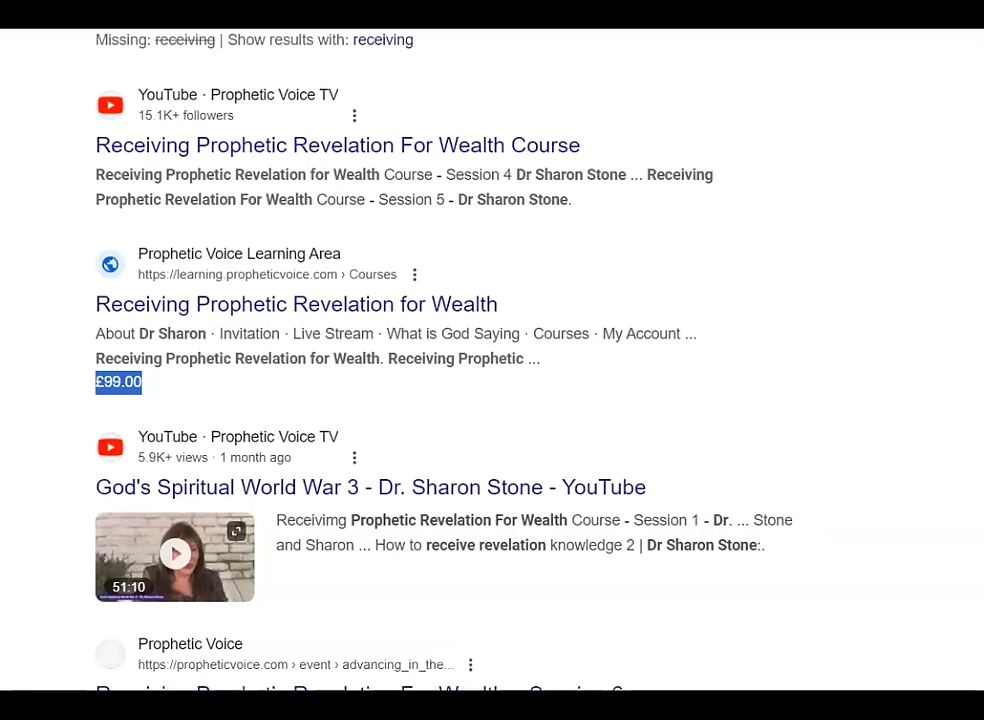 Missing: receiving | Show results with: receiving
YouTube · Prophetic Voice TV
15.1K+ followers
Receiving Prophetic Revelation For Wealth Course
Receiving Prophetic Revelation for Wealth Course - Session 4 Dr Sharon Stone ... Receiving
Prophetic Revelation For Wealth Course - Session 5 - Dr Sharon Stone.
Prophetic Voice Learning Area
https://learning.propheticvoice.com › Courses
Receiving Prophetic Revelation for Wealth
About Dr Sharon · Invitation · Live Stream · What is God Saying · Courses · My Account ...
Receiving Prophetic Revelation for Wealth. Receiving Prophetic ...
£99.00
YouTube · Prophetic Voice TV
5.9K+ views · 1 month ago
God's Spiritual World War 3 - Dr. Sharon Stone - YouTube
Receivimg Prophetic Revelation For Wealth Course - Session 1 - Dr. ... Stone
and Sharon ... How to receive revelation knowledge 2 | Dr Sharon Stone:.
51:10
Prophetic Voice
https://propheticvoice.com › event › advancing_in_the...